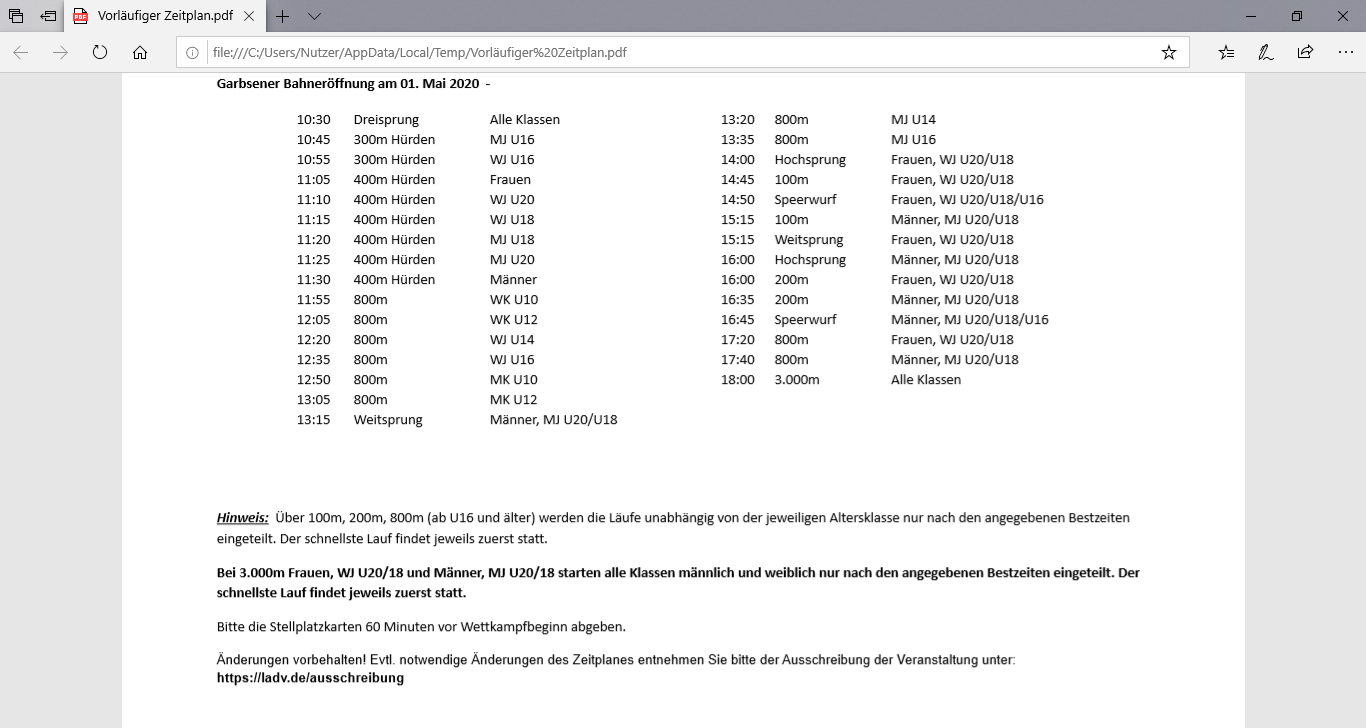 Vorläufiger Zeitplan.pdf
file:///C:/Users/Nutzer/AppData/Local/Temp/Vorläufiger%20Zeitplan.pdf
Garbsener Bahneröffnung am 01. Mai 2020 -
10:30 Dreisprung Alle Klassen
10:45 300m Hürden MJ U16
10:55 300m Hürden WJ U16
11:05 400m Hürden Frauen
11:10 400m Hürden WJ U20
11:15 400m Hürden WJ U18
11:20 400m Hürden MJ U18
11:25 400m Hürden MJ U20
11:30 400m Hürden Männer
11:55 800m WK U10
12:05 800m WK U12
12:20 800m WJ U14
12:35 800m WJ U16
12:50 800m MK U10
13:05 800m MK U12
13:15 Weitsprung Männer, MJ U20/U18
13:20 800m MJ U14
13:35 800m MJ U16
14:00 Hochsprung Frauen, WJ U20/U18
14:45 100m Frauen, WJ U20/U18
14:50 Speerwurf Frauen, WJ U20/U18/U16
15:15 100m Männer, MJ U20/U18
15:15 Weitsprung Frauen, WJ U20/U18
16:00 Hochsprung Männer, MJ U20/U18
16:00 200m Frauen, WJ U20/U18
16:35 200m Männer, MJ U20/U18
16:45 Speerwurf Männer, MJ U20/U18/U16
17:20 800m Frauen, WJ U20/U18
17:40 800m Männer, MJ U20/U18
18:00 3.000m Alle Klassen
Hinweis: Über 100m, 200m, 800m (ab U16 und älter) werden die Läufe unabhängig von der jeweiligen Altersklasse nur nach den angegebenen Bestzeiten
eingeteilt. Der schnellste Lauf findet jeweils zuerst statt.
Bei 3.000m Frauen, WJ U20/18 und Männer, MJ U20/18 starten alle Klassen männlich und weiblich nur nach den angegebenen Bestzeiten eingeteilt. Der
schnellste Lauf findet jeweils zuerst statt.
Bitte die Stellplatzkarten 60 Minuten vor Wettkampfbeginn abgeben.
Änderungen vorbehalten! Evtl. notwendige Änderungen des Zeitplanes entnehmen Sie bitte der Ausschreibung der Veranstaltung unter:
https://ladv.de/ausschreibung